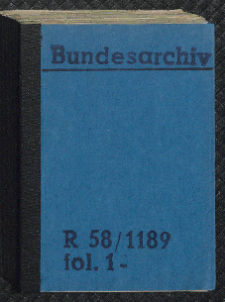 Bundesarchiv
R 58/1189
fol. 1-